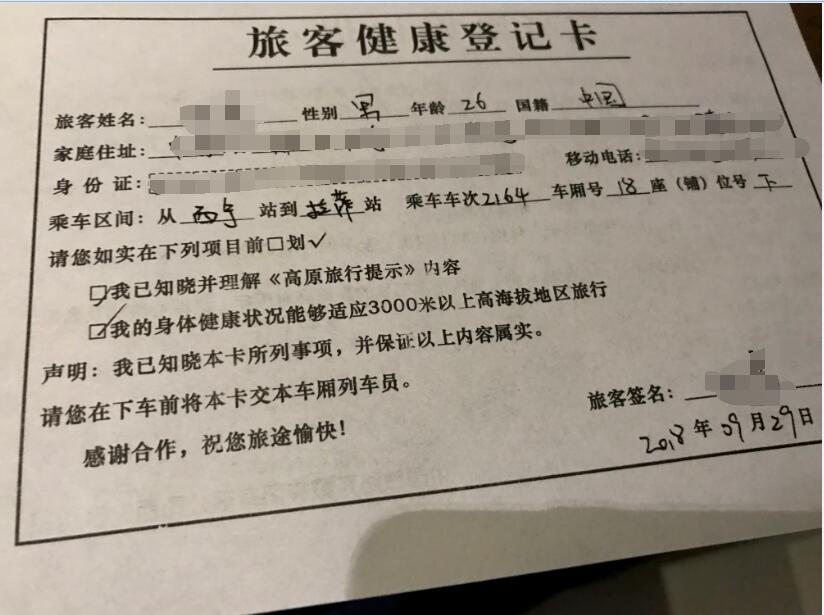 旅客健康登记卡
旅客姓名： 性别 男 年龄 26 国籍 中国
家庭住址：
身份证： 移动电话：
乘车区间：从 西宁 站到 拉萨 站 乘车车次 2164 车厢号 18 座（铺）位号 下
请您如实在下列项目前□划√
☑我已知晓并理解《高原旅行提示》内容
☑我的身体健康状况能够适应3000米以上高海拔地区旅行
声明：我已知晓本卡所列事项，并保证以上内容属实。
请您在下车前将本卡交本车厢列车员。
感谢合作，祝您旅途愉快！
旅客签名：
2018年09月29日